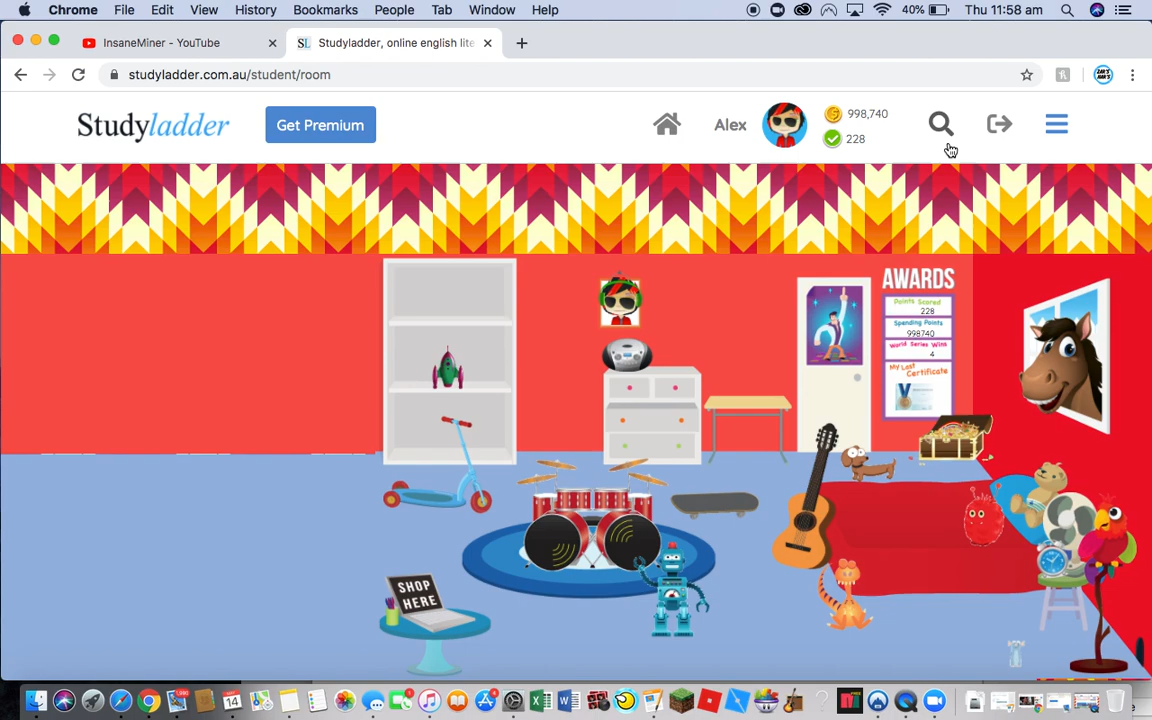 Chrome File Edit View History Bookmarks People Tab Window Help 40% Thu 11:58 am
InsaneMiner - YouTube
SL Studyladder, online english lite
studyladder.com.au/student/room
Studyladder
Get Premium
Alex
998,740
228
AWARDS
Points Scored
228
Spending Points
998740
World Series Wins
4
My Last
Certificate
SHOP
HERE